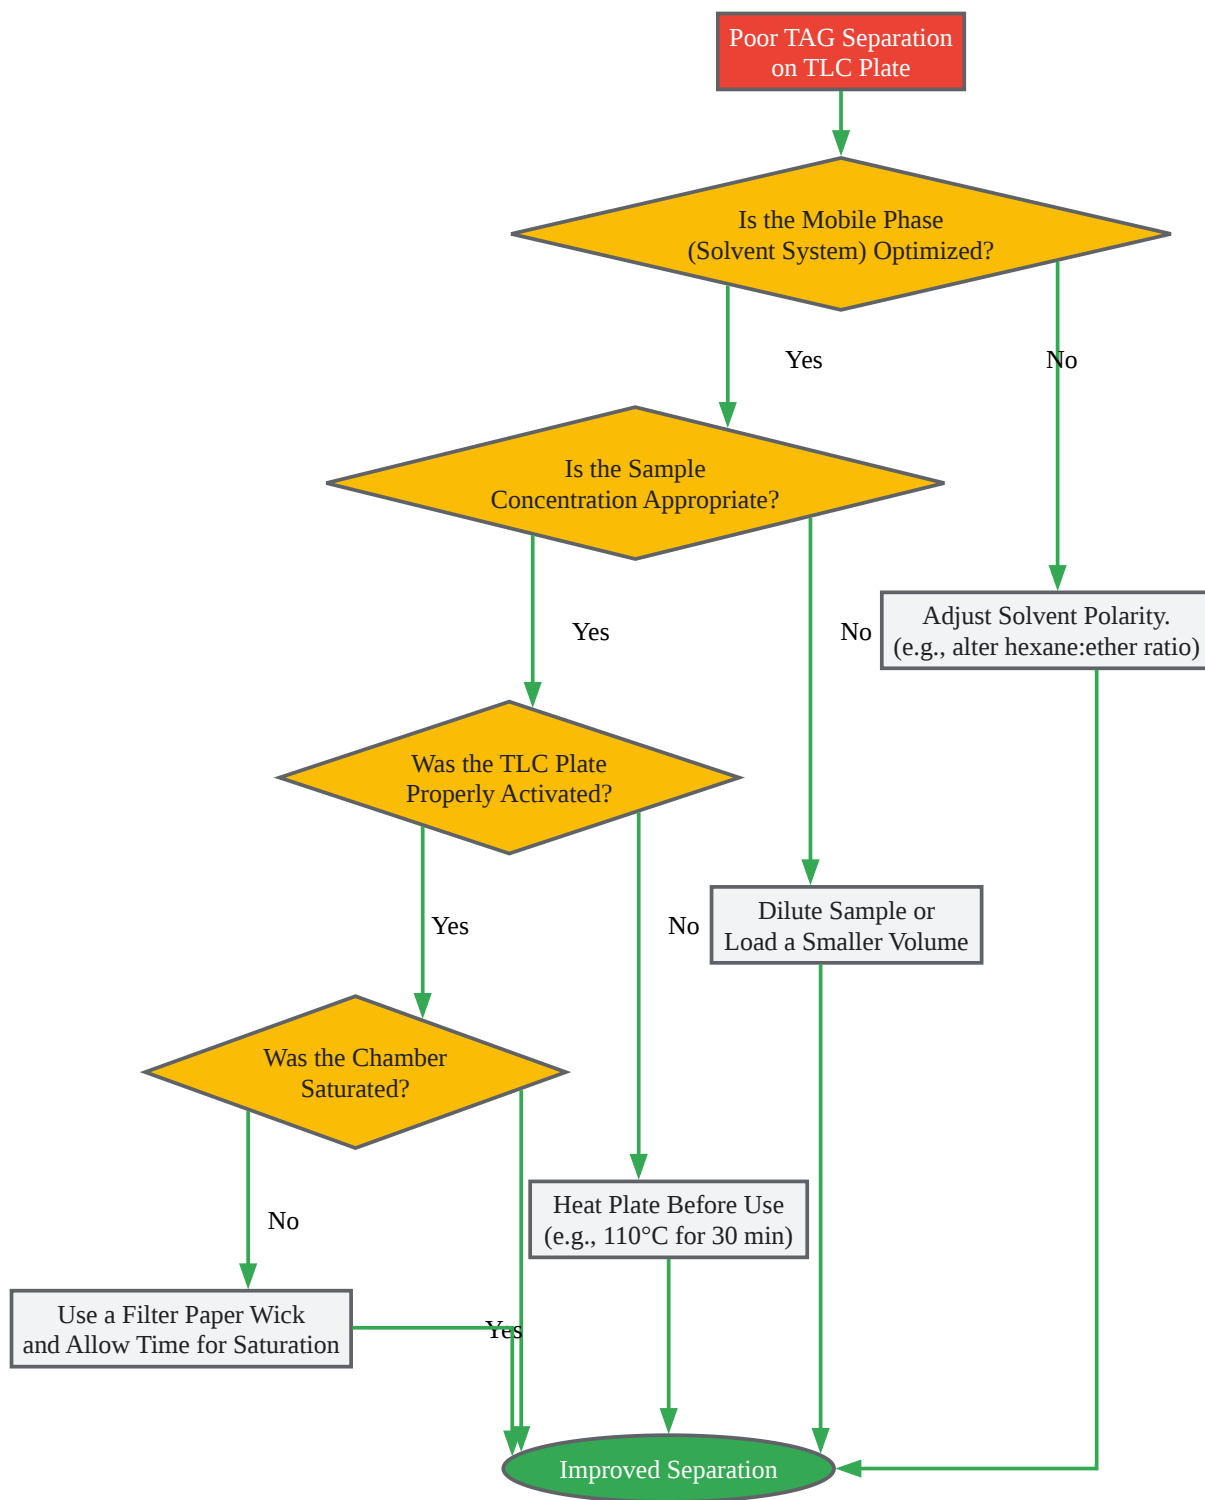 Poor TAG Separation
on TLC Plate
Is the Mobile Phase
(Solvent System) Optimized?
Yes
No
Is the Sample
Concentration Appropriate?
Yes
No
Adjust Solvent Polarity.
(e.g., alter hexane:ether ratio)
Was the TLC Plate
Properly Activated?
Yes
No
Dilute Sample or
Load a Smaller Volume
Was the Chamber
Saturated?
No
Heat Plate Before Use
(e.g., 110°C for 30 min)
Use a Filter Paper Wick
and Allow Time for Saturation
Yes
Improved Separation